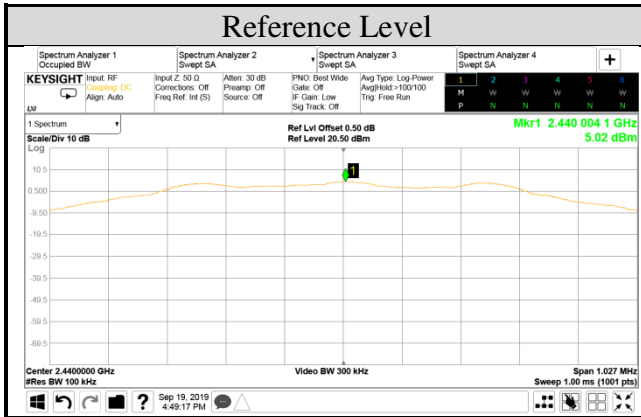 Reference Level
Spectrum Analyzer 1
Occupied BW
Spectrum Analyzer 2
Swept SA
Spectrum Analyzer 3
Swept SA
Spectrum Analyzer 4
Swept SA
+
KEYSIGHT
Input: RF
Coupling: DC
Align: Auto
Input Z: 50 Ω
Corrections: Off
Freq Ref: Int (S)
Atten: 30 dB
Preamp: Off
Source: Off
PNO: Best Wide
Gate: Off
IF Gain: Low
Sig Track: Off
Avg Type: Log-Power
Avg|Hold:>100/100
Trig: Free Run
1 2 3 4 5 6
M W W W W W
P N N N N N
1 Spectrum
Scale/Div 10 dB
Ref Lvl Offset 0.50 dB
Ref Level 20.50 dBm
Mkr1 2.440 004 1 GHz
5.02 dBm
Log
1
10.5
0.500
-9.50
-19.5
-29.5
-39.5
-49.5
-59.5
-69.5
Center 2.4400000 GHz
#Res BW 100 kHz
Video BW 300 kHz
Span 1.027 MHz
Sweep 1.00 ms (1001 pts)
?
Sep 19, 2019
4:49:17 PM